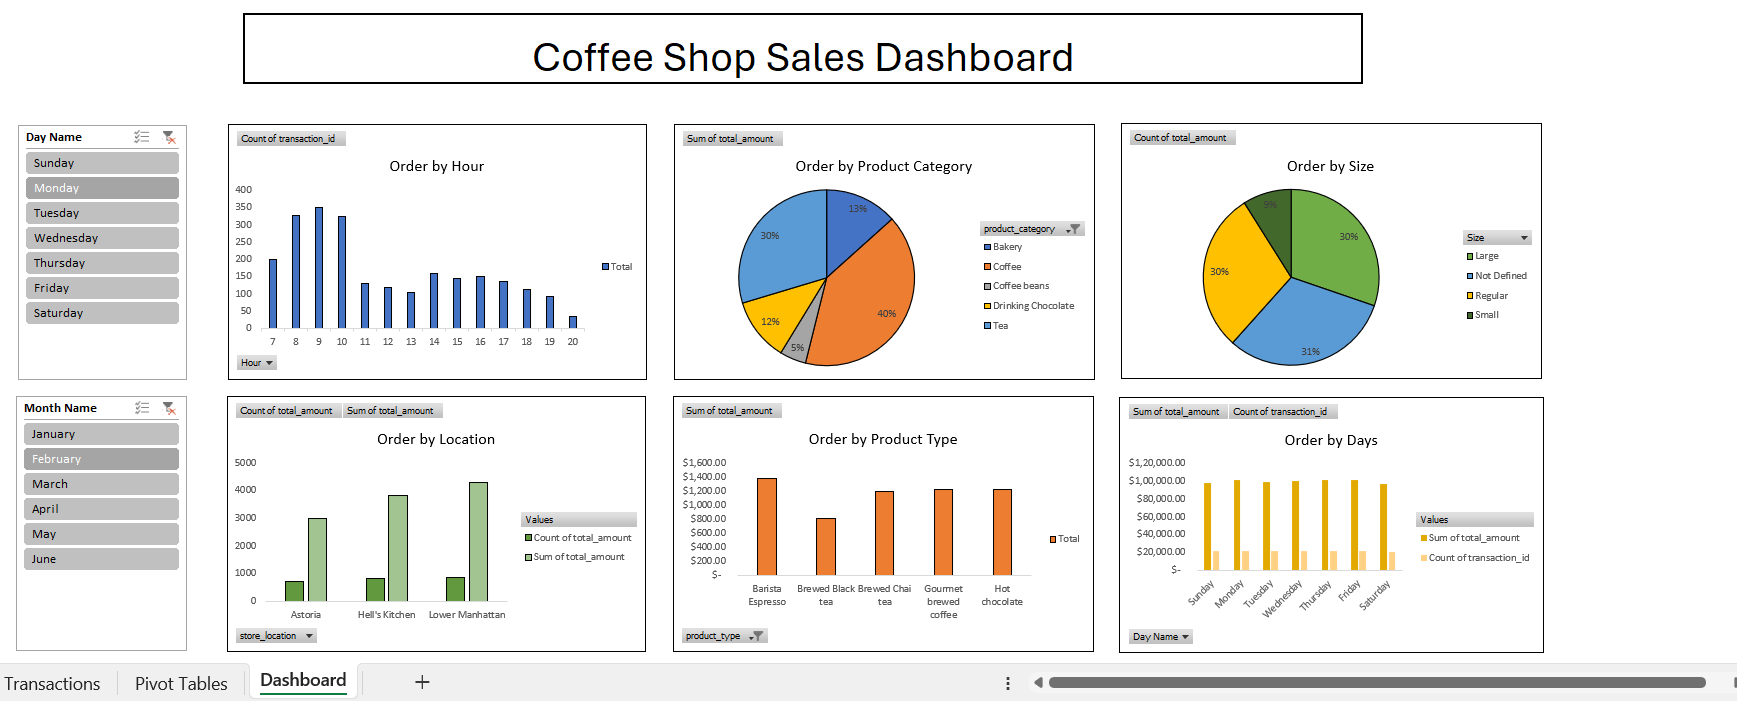 Coffee Shop Sales Dashboard
Day Name
Sunday
Monday
Tuesday
Wednesday
Thursday
Friday
Saturday
Count of transaction_id
Order by Hour
400
350
300
250
200
150
100
50
0
7 8 9 10 11 12 13 14 15 16 17 18 19 20
Total
Hour
Sum of total_amount
Order by Product Category
13%
40%
5%
12%
30%
product_category
Bakery
Coffee
Coffee beans
Drinking Chocolate
Tea
Count of total_amount
Order by Size
9%
30%
30%
31%
Size
Large
Not Defined
Regular
Small
Month Name
January
February
March
April
May
June
Count of total_amount Sum of total_amount
Order by Location
5000
4000
3000
2000
1000
0
Astoria Hell's Kitchen Lower Manhattan
Values
Count of total_amount
Sum of total_amount
store_location
Sum of total_amount
Order by Product Type
$1,600.00
$1,400.00
$1,200.00
$1,000.00
$800.00
$600.00
$400.00
$200.00
$-
Barista Espresso
Brewed Black tea
Brewed Chai tea
Gourmet brewed coffee
Hot chocolate
Total
product_type
Sum of total_amount Count of transaction_id
Order by Days
$1,20,000.00
$1,00,000.00
$80,000.00
$60,000.00
$40,000.00
$20,000.00
$-
Sunday Monday Tuesday Wednesday Thursday Friday Saturday
Values
Sum of total_amount
Count of transaction_id
Day Name
Transactions Pivot Tables Dashboard